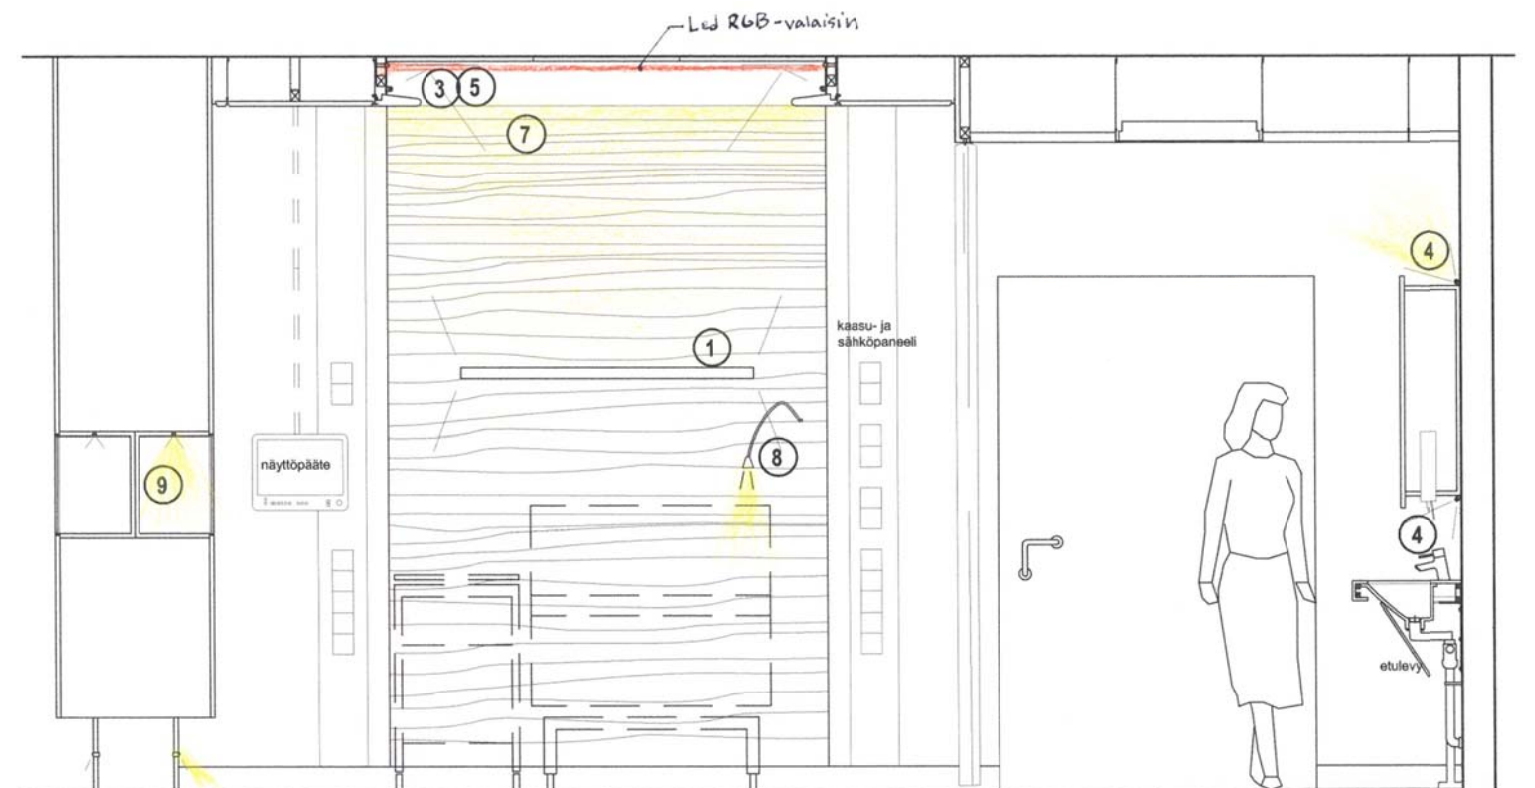 Led RGB-valaisin
3 5
7
4
kaasu- ja
sähköpaneeli
1
8
näyttöpääte
9
4
etulevy